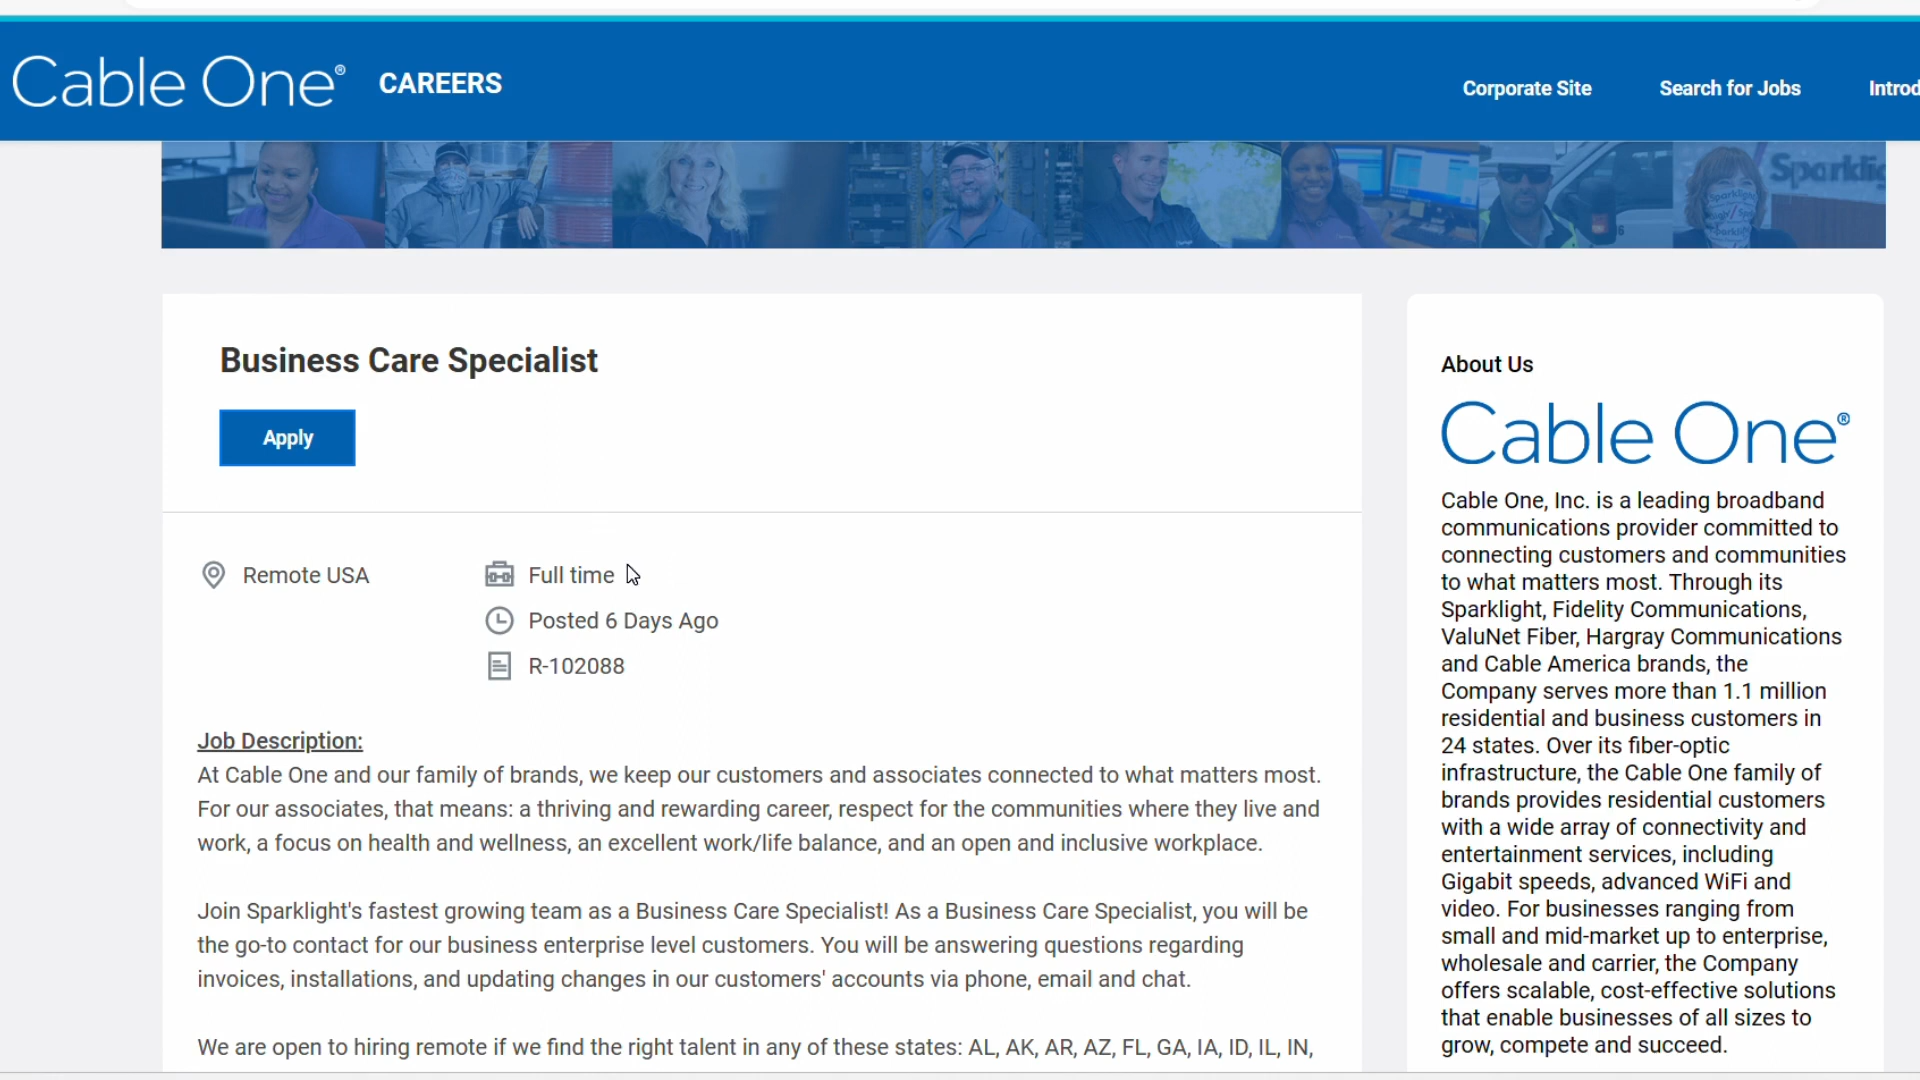 Cable One® CAREERS
Corporate Site
Search for Jobs
Introd
Sparklig
Business Care Specialist
Apply
Remote USA
Full time
Posted 6 Days Ago
R-102088
Job Description:
At Cable One and our family of brands, we keep our customers and associates connected to what matters most.
For our associates, that means: a thriving and rewarding career, respect for the communities where they live and
work, a focus on health and wellness, an excellent work/life balance, and an open and inclusive workplace.
Join Sparklight's fastest growing team as a Business Care Specialist! As a Business Care Specialist, you will be
the go-to contact for our business enterprise level customers. You will be answering questions regarding
invoices, installations, and updating changes in our customers' accounts via phone, email and chat.
We are open to hiring remote if we find the right talent in any of these states: AL, AK, AR, AZ, FL, GA, IA, ID, IL, IN,
About Us
Cable One®
Cable One, Inc. is a leading broadband
communications provider committed to
connecting customers and communities
to what matters most. Through its
Sparklight, Fidelity Communications,
ValuNet Fiber, Hargray Communications
and Cable America brands, the
Company serves more than 1.1 million
residential and business customers in
24 states. Over its fiber-optic
infrastructure, the Cable One family of
brands provides residential customers
with a wide array of connectivity and
entertainment services, including
Gigabit speeds, advanced WiFi and
video. For businesses ranging from
small and mid-market up to enterprise,
wholesale and carrier, the Company
offers scalable, cost-effective solutions
that enable businesses of all sizes to
grow, compete and succeed.